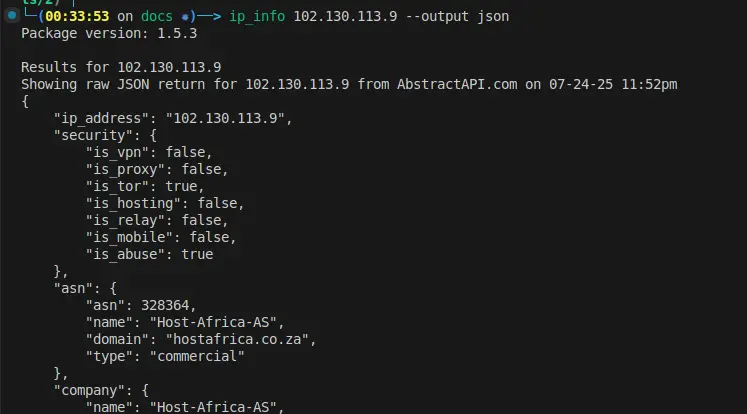 ts/2)
(00:33:53 on docs ✹)──> ip_info 102.130.113.9 --output json
Package version: 1.5.3
Results for 102.130.113.9
Showing raw JSON return for 102.130.113.9 from AbstractAPI.com on 07-24-25 11:52pm
{
    "ip_address": "102.130.113.9",
    "security": {
        "is_vpn": false,
        "is_proxy": false,
        "is_tor": true,
        "is_hosting": false,
        "is_relay": false,
        "is_mobile": false,
        "is_abuse": true
    },
    "asn": {
        "asn": 328364,
        "name": "Host-Africa-AS",
        "domain": "hostafrica.co.za",
        "type": "commercial"
    },
    "company": {
        "name": "Host-Africa-AS",